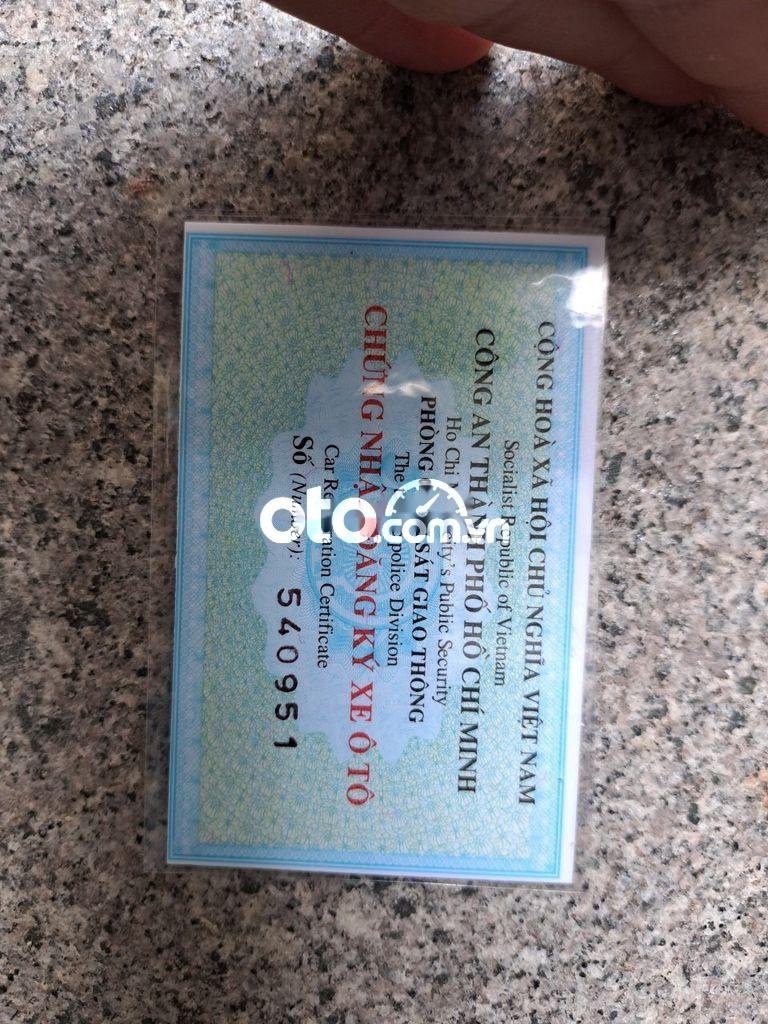 CỘNG HOÀ XÃ HỘI CHỦ NGHĨA VIỆT NAM
Socialist Republic of Vietnam
CÔNG AN THÀNH PHỐ HỒ CHÍ MINH
Ho Chi City's Public Security
PHÒNG SÁT GIAO THÔNG
The police Division
CHỨNG NHẬN ĐĂNG KÝ XE Ô TÔ
Car Registration Certificate
Số (Number): 540951
oto.com.vn